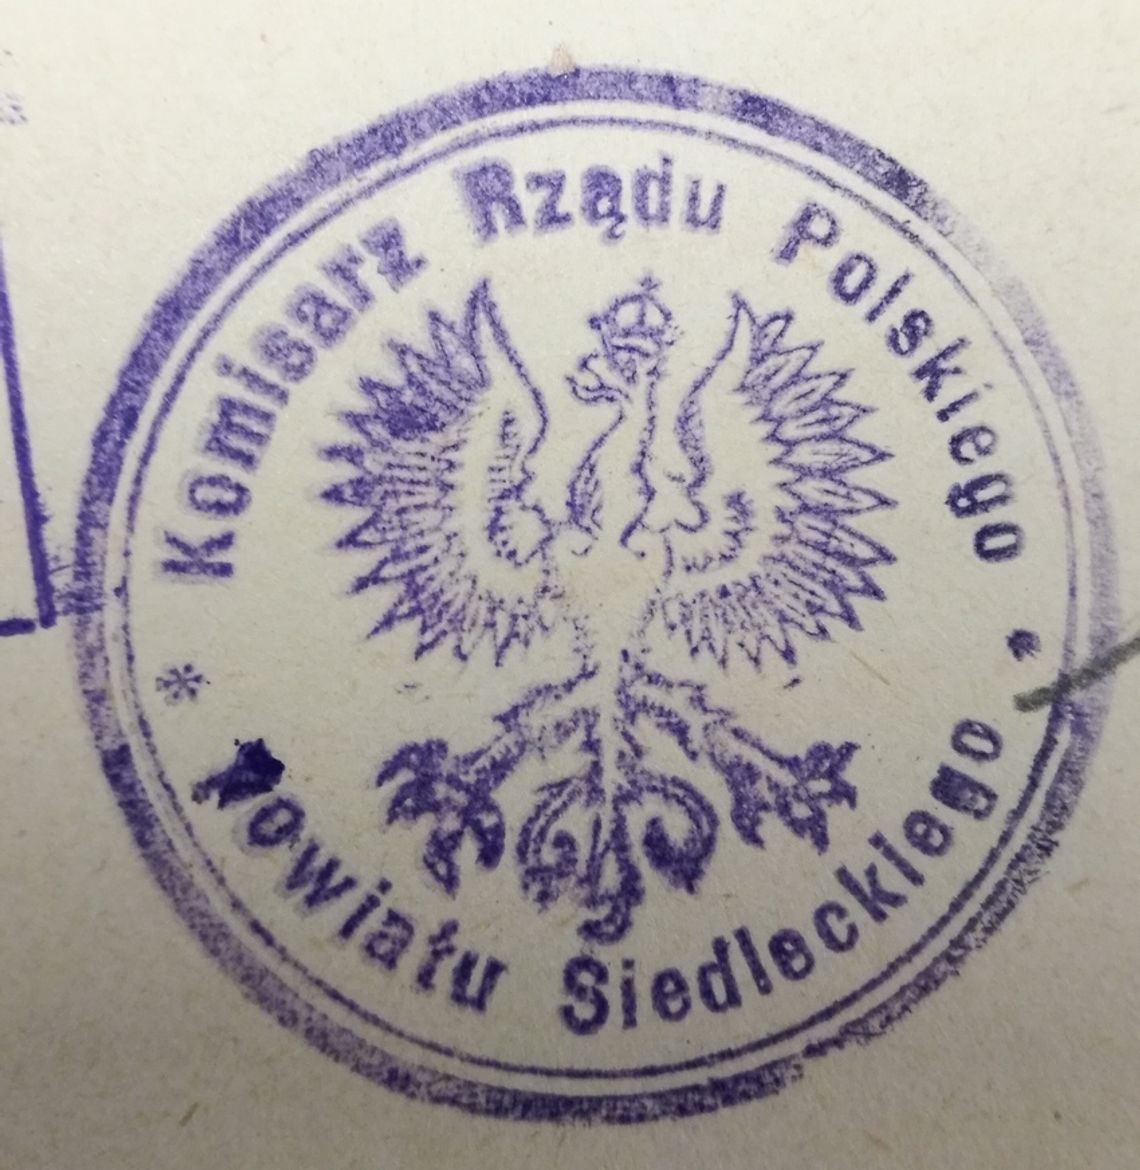 Komisarz Rządu Polskiego
Powiatu Siedleckiego